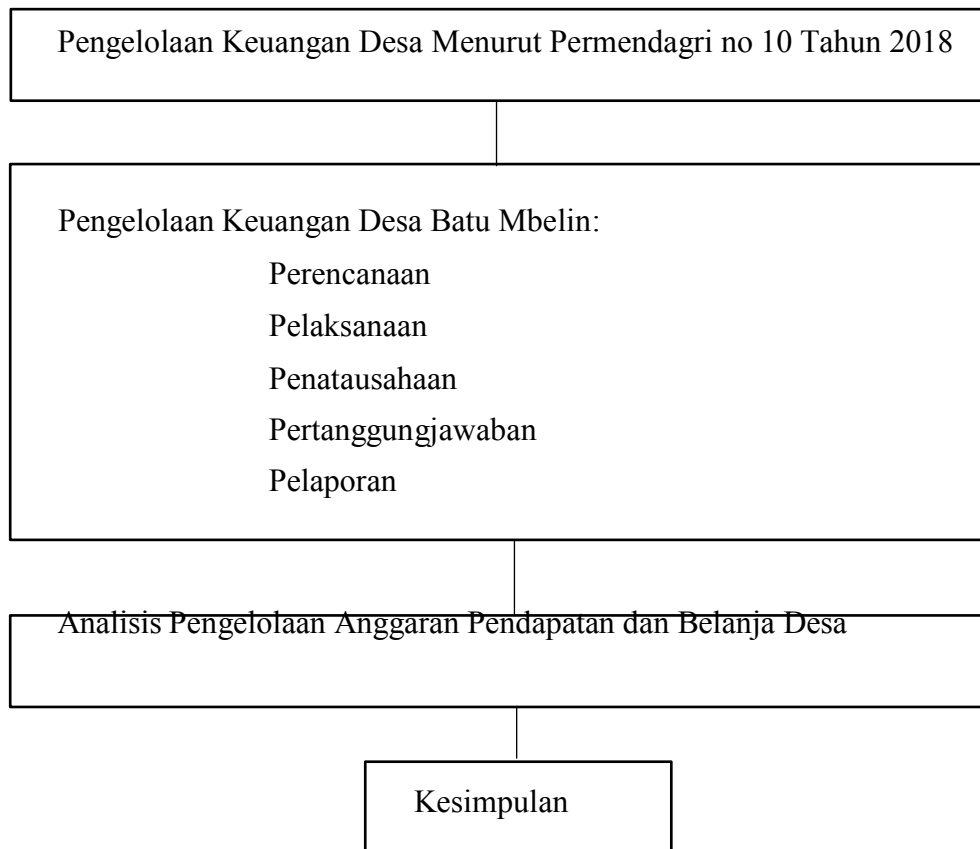 Pengelolaan Keuangan Desa Menurut Permendagri no 10 Tahun 2018
Pengelolaan Keuangan Desa Batu Mbelin:
Perencanaan
Pelaksanaan
Penatausahaan
Pertanggungjawaban
Pelaporan
Analisis Pengelolaan Anggaran Pendapatan dan Belanja Desa
Kesimpulan